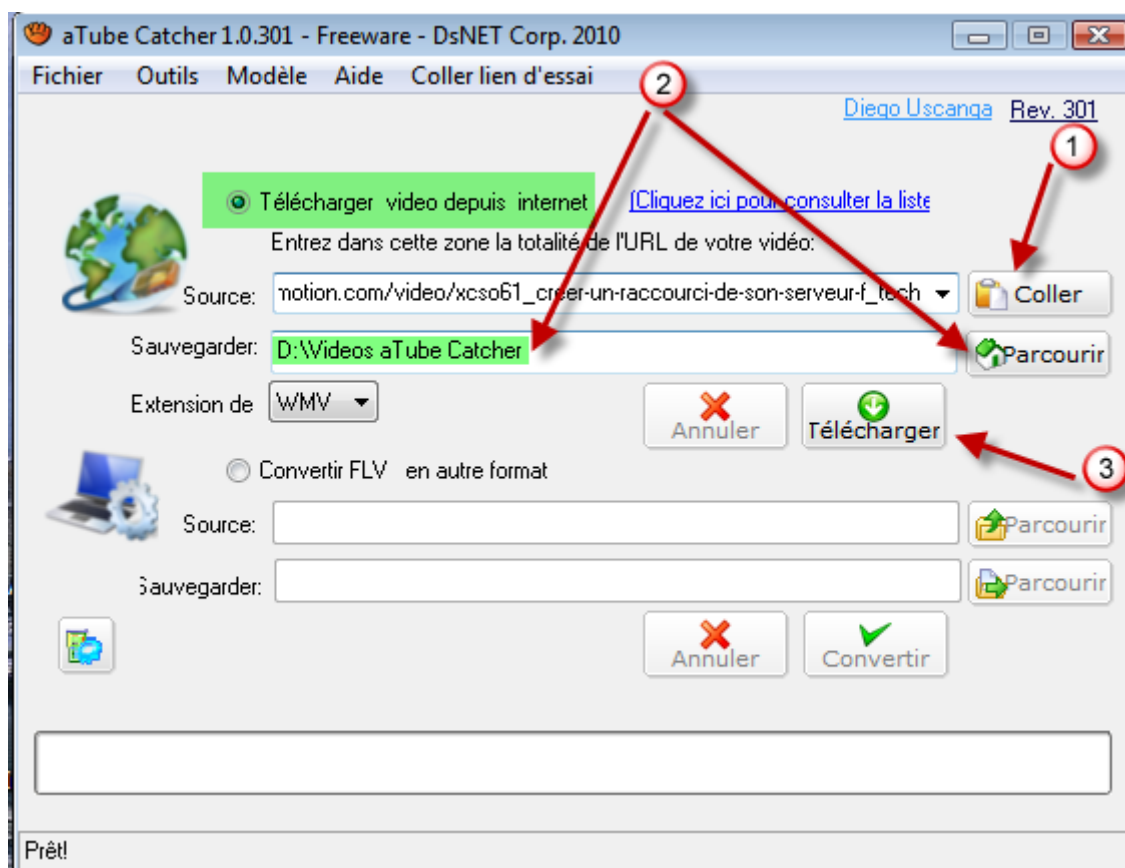 aTube Catcher 1.0.301 - Freeware - DsNET Corp. 2010
Fichier Outils Modèle Aide Coller lien d'essai
2
Diego Uscanga Rev. 301
1
Télécharger video depuis internet (Cliquez ici pour consulter la liste
Entrez dans cette zone la totalité de l'URL de votre vidéo:
Source: motion.com/video/xcso61_creer-un-raccourci-de-son-serveur-f_tech Coller
Sauvegarder: D:\Videos aTube Catcher Parcourir
Extension de WMV Annuler Télécharger
3
Convertir FLV en autre format
Source: Parcourir
Sauvegarder: Parcourir
Annuler Convertir
Prêt!